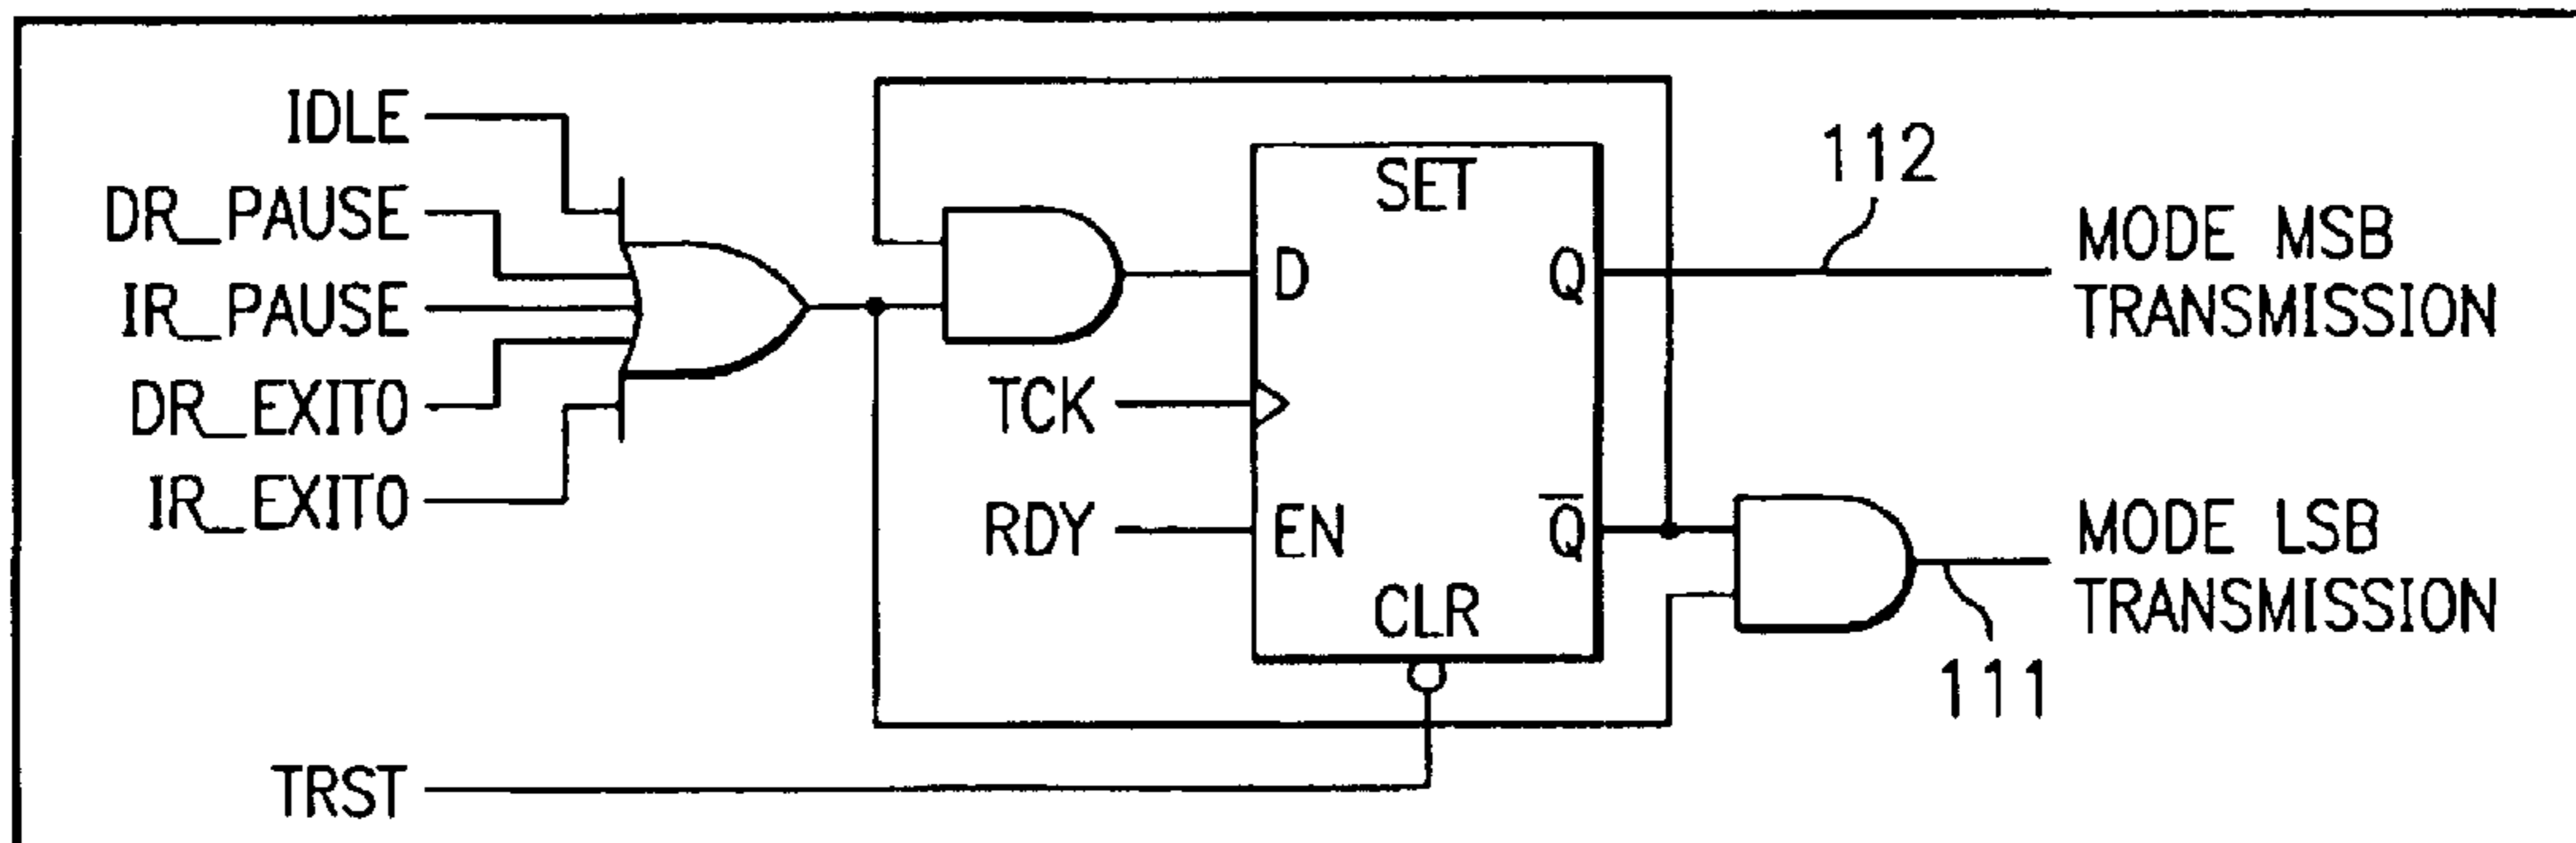 IDLE
DR_PAUSE
IR_PAUSE
DR_EXIT0
IR_EXIT0
TRST
TCK
RDY
SET
D
Q
EN
Q̅
CLR
112
MODE MSB
TRANSMISSION
MODE LSB
TRANSMISSION
111